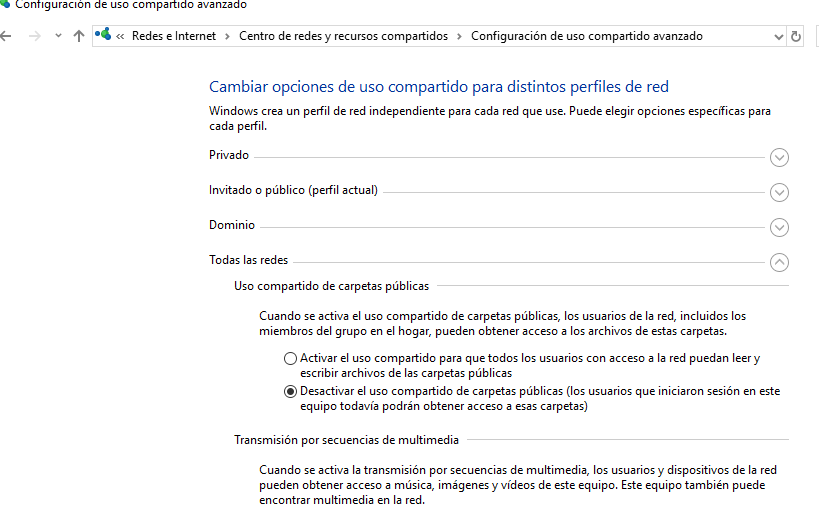 Configuración de uso compartido avanzado
« Redes e Internet > Centro de redes y recursos compartidos > Configuración de uso compartido avanzado
Cambiar opciones de uso compartido para distintos perfiles de red
Windows crea un perfil de red independiente para cada red que use. Puede elegir opciones específicas para
cada perfil.
Privado
Invitado o público (perfil actual)
Dominio
Todas las redes
Uso compartido de carpetas públicas
Cuando se activa el uso compartido de carpetas públicas, los usuarios de la red, incluidos los
miembros del grupo en el hogar, pueden obtener acceso a los archivos de estas carpetas.
Activar el uso compartido para que todos los usuarios con acceso a la red puedan leer y
escribir archivos de las carpetas públicas
Desactivar el uso compartido de carpetas públicas (los usuarios que iniciaron sesión en este
equipo todavía podrán obtener acceso a esas carpetas)
Transmisión por secuencias de multimedia
Cuando se activa la transmisión por secuencias de multimedia, los usuarios y dispositivos de la red
pueden obtener acceso a música, imágenes y vídeos de este equipo. Este equipo también puede
encontrar multimedia en la red.